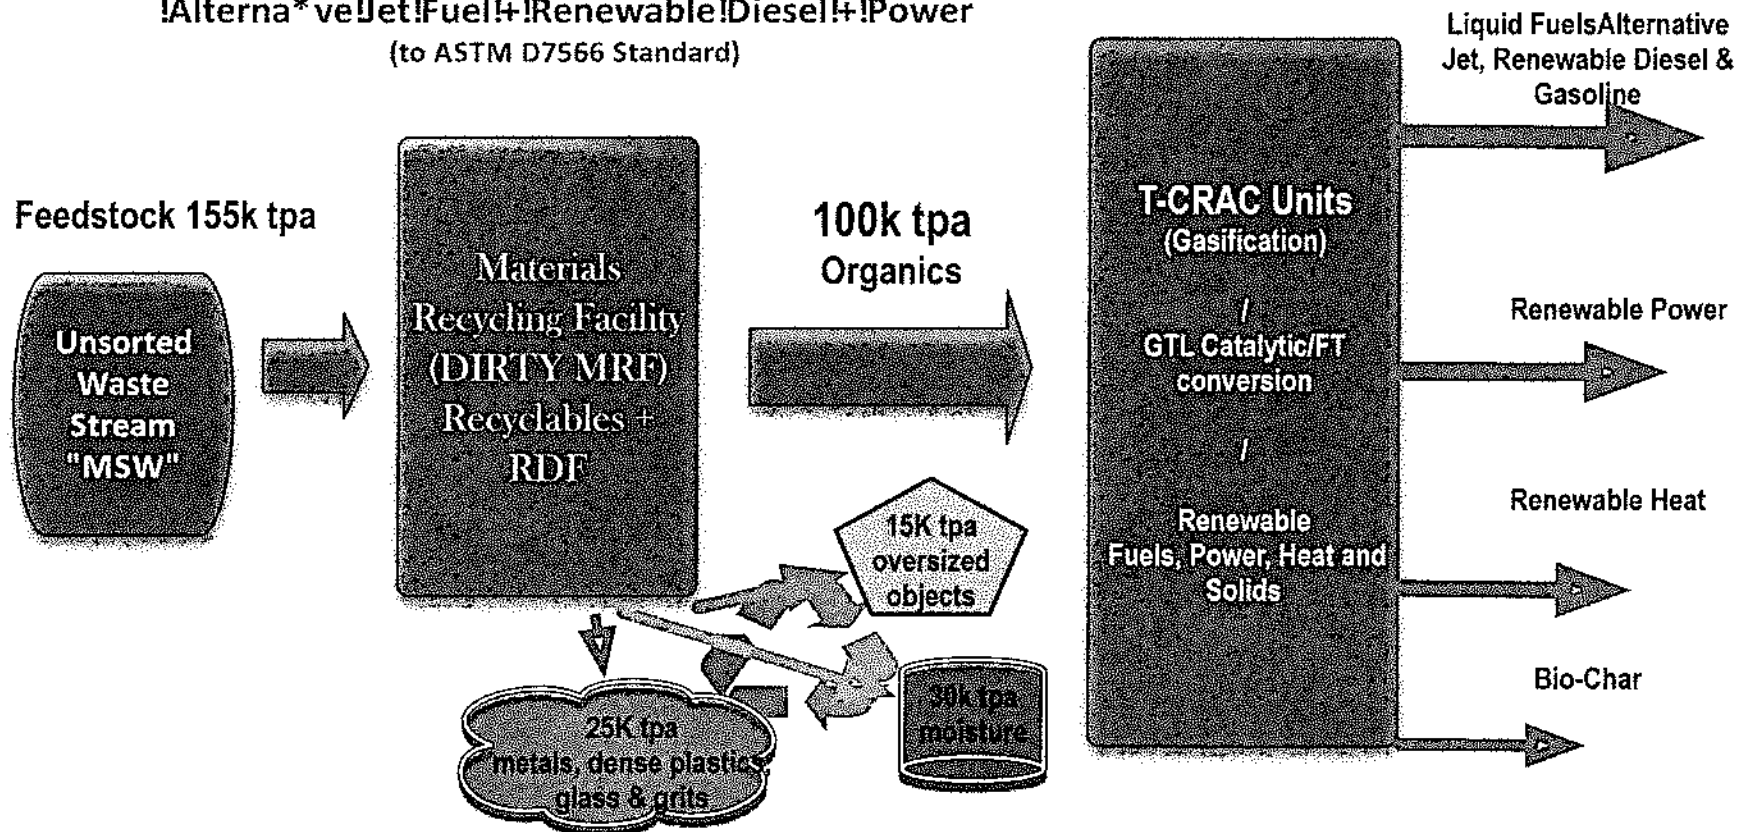 !Alterna*ve!Jet!Fuel!+!Renewable!Diesel!+!Power
(to ASTM D7566 Standard)
Feedstock 155k tpa
Unsorted
Waste
Stream
"MSW"
Materials
Recycling Facility
(DIRTY MRF)
Recyclables +
RDF
100k tpa
Organics
15K tpa
oversized
objects
25K tpa
metals, dense plastics,
glass & grits
30k tpa
moisture
T-CRAC Units
(Gasification)
/
GTL Catalytic/FT
conversion
/
Renewable
Fuels, Power, Heat and
Solids
Liquid FuelsAlternative
Jet, Renewable Diesel &
Gasoline
Renewable Power
Renewable Heat
Bio-Char